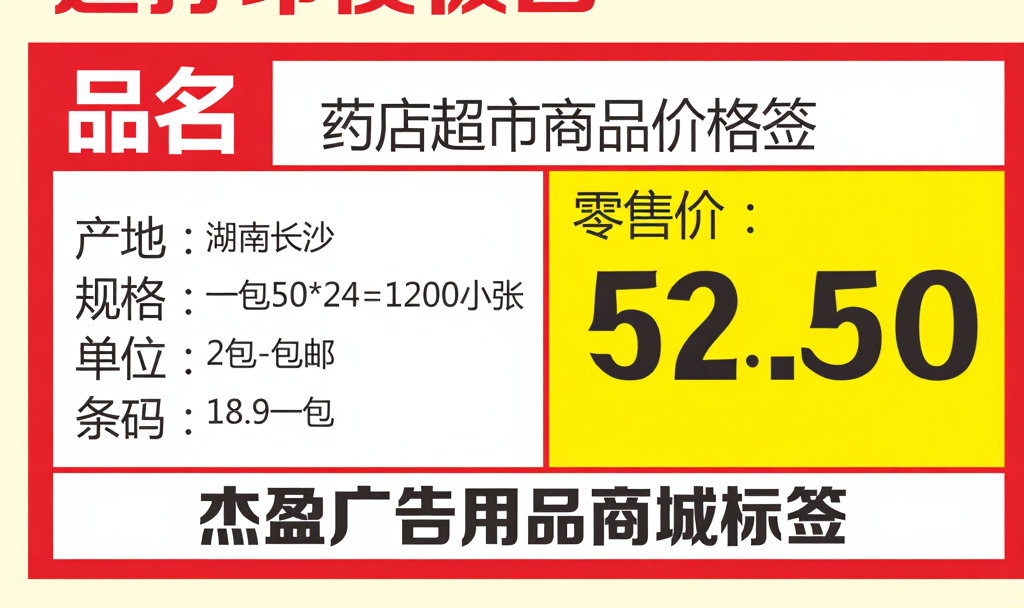 品名
药店超市商品价格签
产地：湖南长沙
规格：一包50*24=1200小张
单位：2包-包邮
条码：18.9一包
零售价：
52..50
杰盈广告用品商城标签